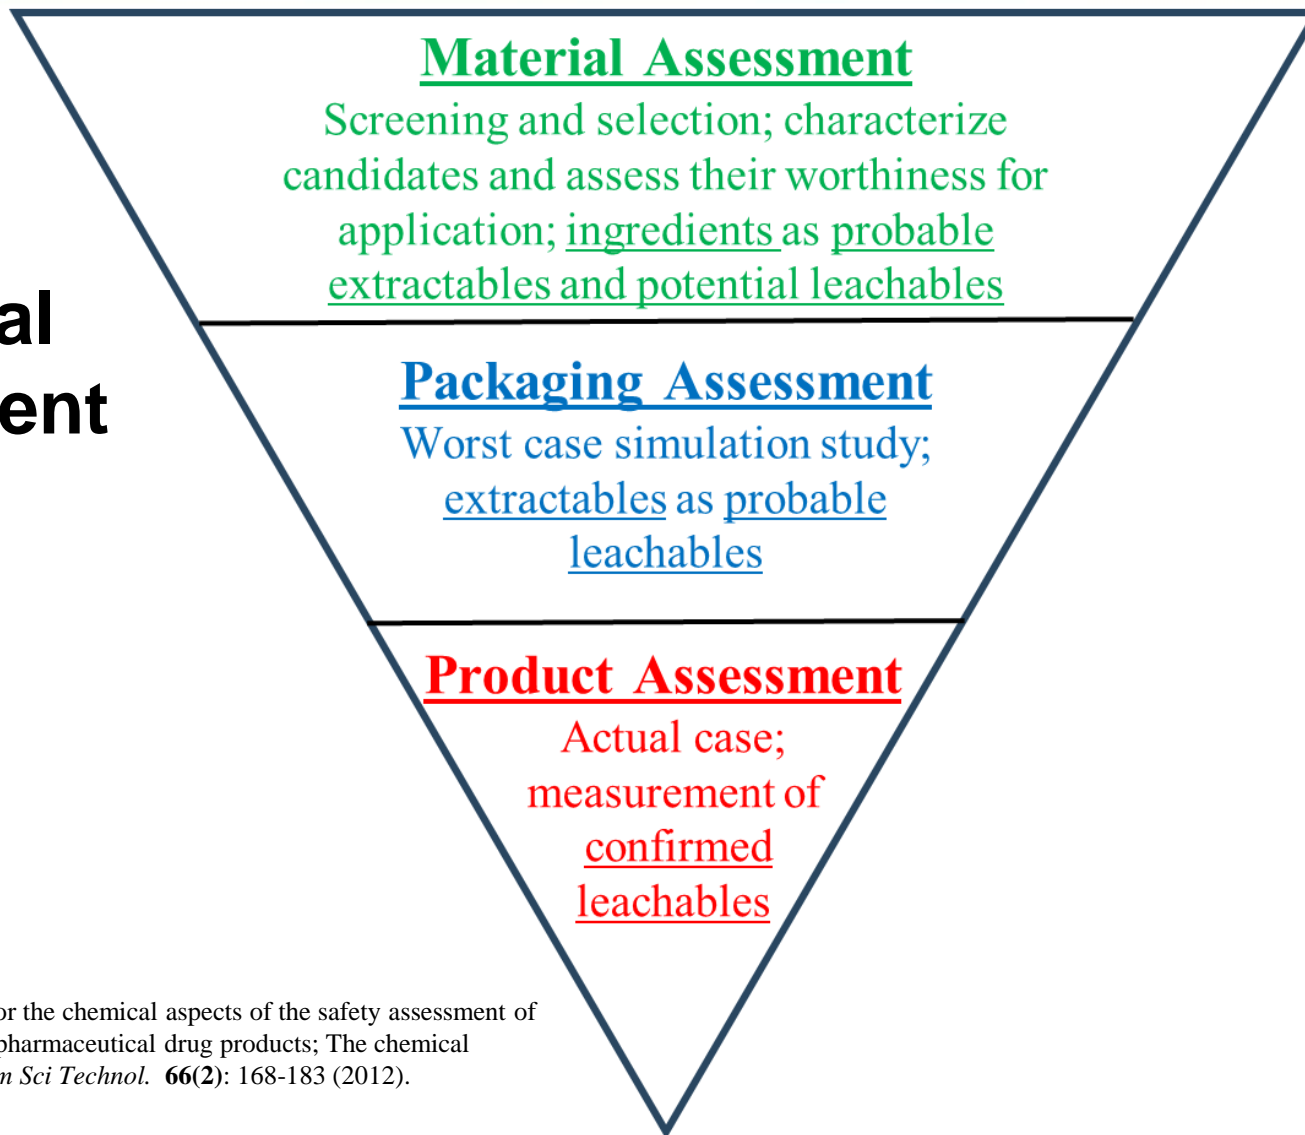 Material Assessment
Screening and selection; characterize
candidates and assess their worthiness for
application; ingredients as probable
extractables and potential leachables
al
ent
Packaging Assessment
Worst case simulation study;
extractables as probable
leachables
Product Assessment
Actual case;
measurement of
confirmed
leachables
or the chemical aspects of the safety assessment of
pharmaceutical drug products; The chemical
m Sci Technol. 66(2): 168-183 (2012).